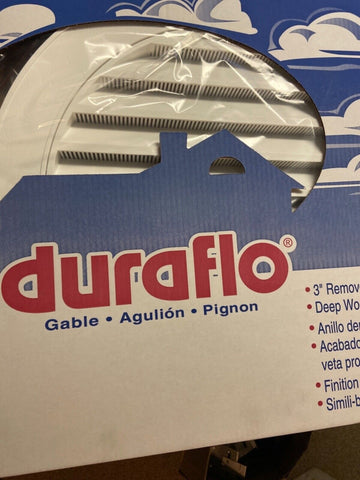 duraflo®
Gable • Agulión • Pignon
• 3" Remov
• Deep Wo
• Anillo de
• Acabado
veta pro
• Finition
• Simili-b